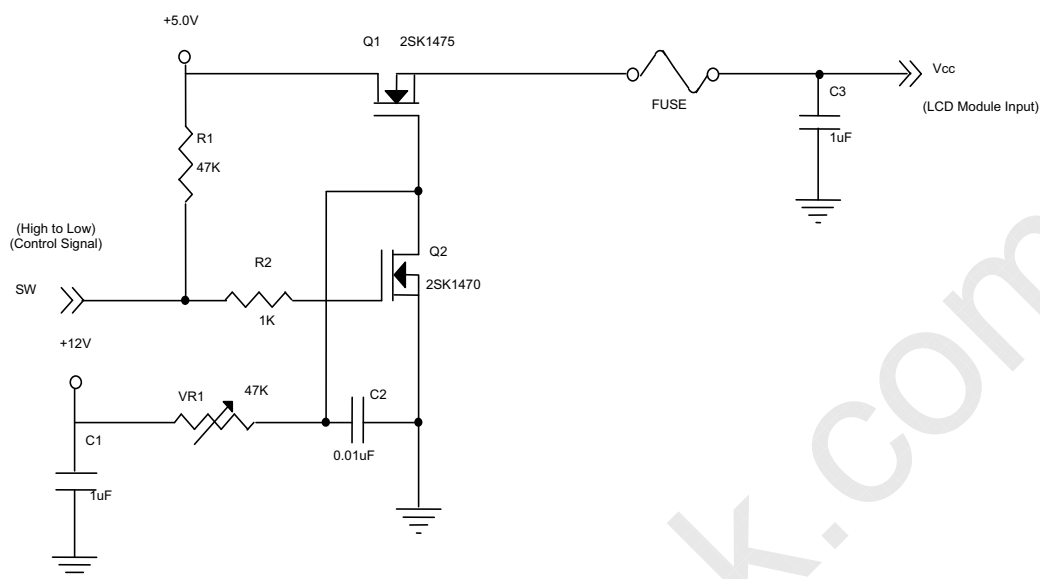 +5.0V
Q1 2SK1475
Vcc
C3
(LCD Module Input)
FUSE
1uF
R1
47K
(High to Low)
(Control Signal)
Q2
R2
SW
2SK1470
1K
+12V
VR1 47K
C2
C1
0.01uF
1uF
k.com